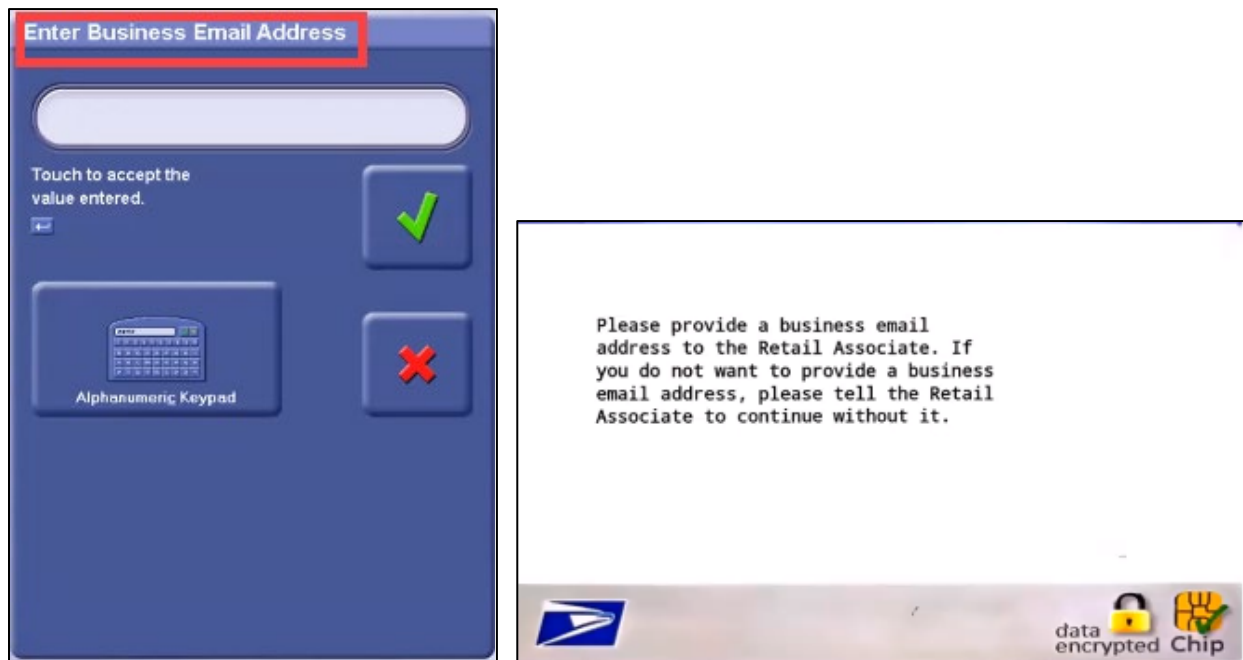 Enter Business Email Address
Touch to accept the
value entered.
Alphanumeric Keypad
Please provide a business email
address to the Retail Associate. If
you do not want to provide a business
email address, please tell the Retail
Associate to continue without it.
data
encrypted
Chip